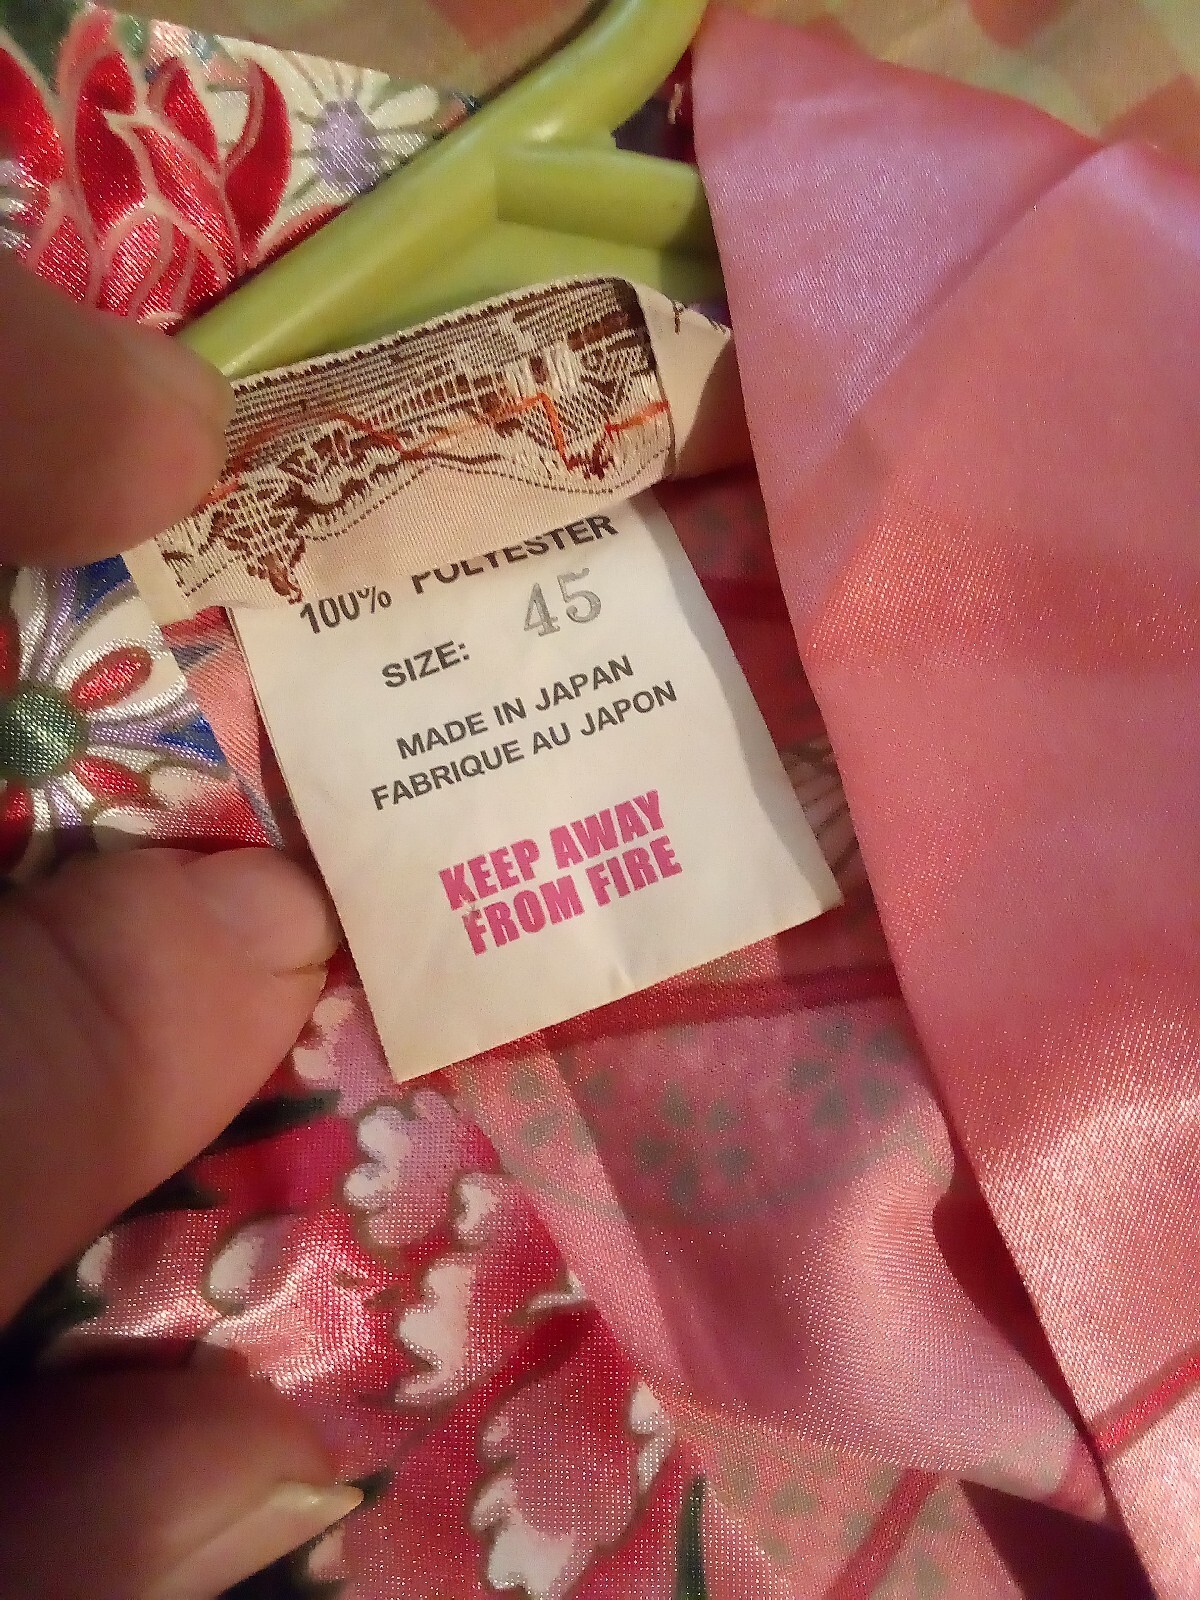 100% POLYESTER
SIZE: 45
MADE IN JAPAN
FABRIQUE AU JAPON
KEEP AWAY
FROM FIRE